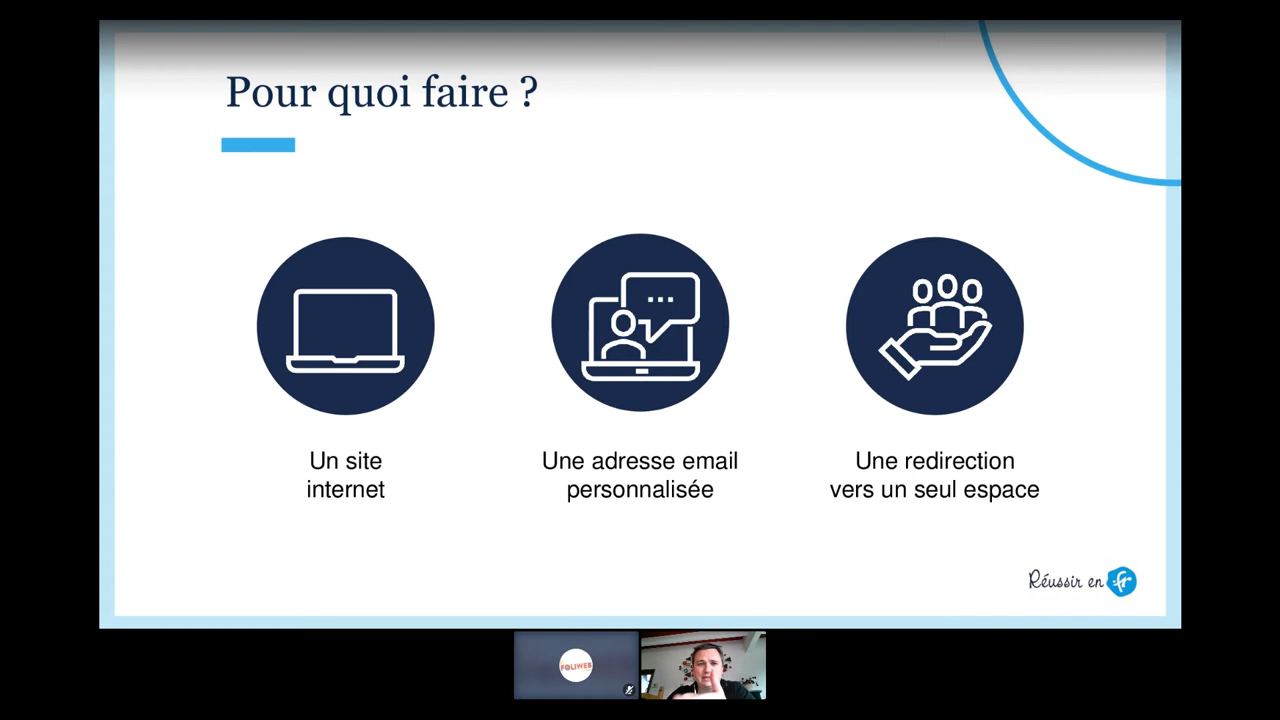 Pour quoi faire ?
Un site
internet
Une adresse email
personnalisée
Une redirection
vers un seul espace
Réussir en .fr
FOLIWEB